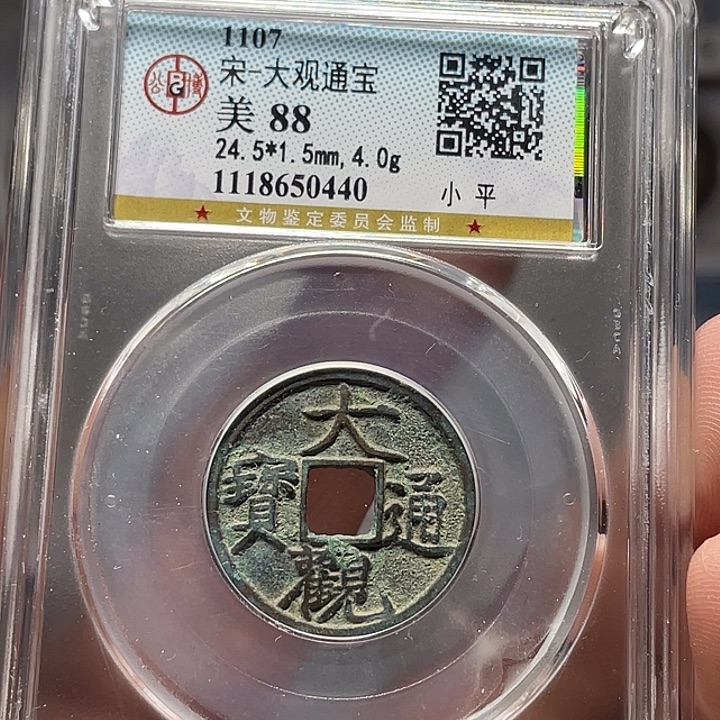 1107
宋-大观通宝
美 88
24.5*1.5mm, 4.0g
1118650440
小平
★ 文物鉴定委员会监制 ★
大
觀
通
寶